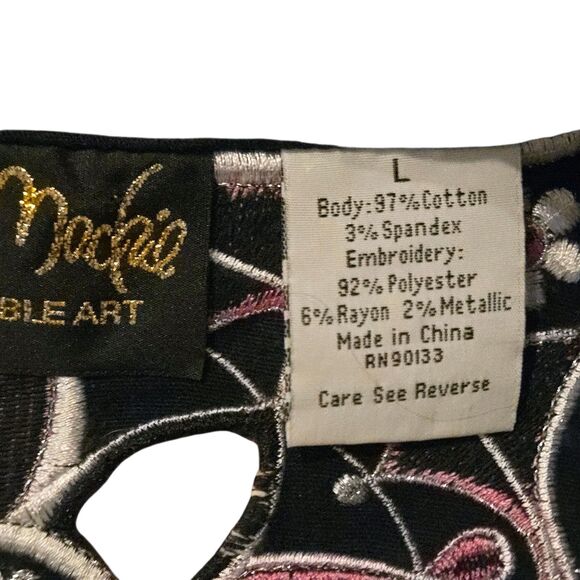 Mackie
BLE ART
L
Body:97%Cotton
3%Spandex
Embroidery:
92%Polyester
6%Rayon 2%Metallic
Made in China
RN90133
Care See Reverse